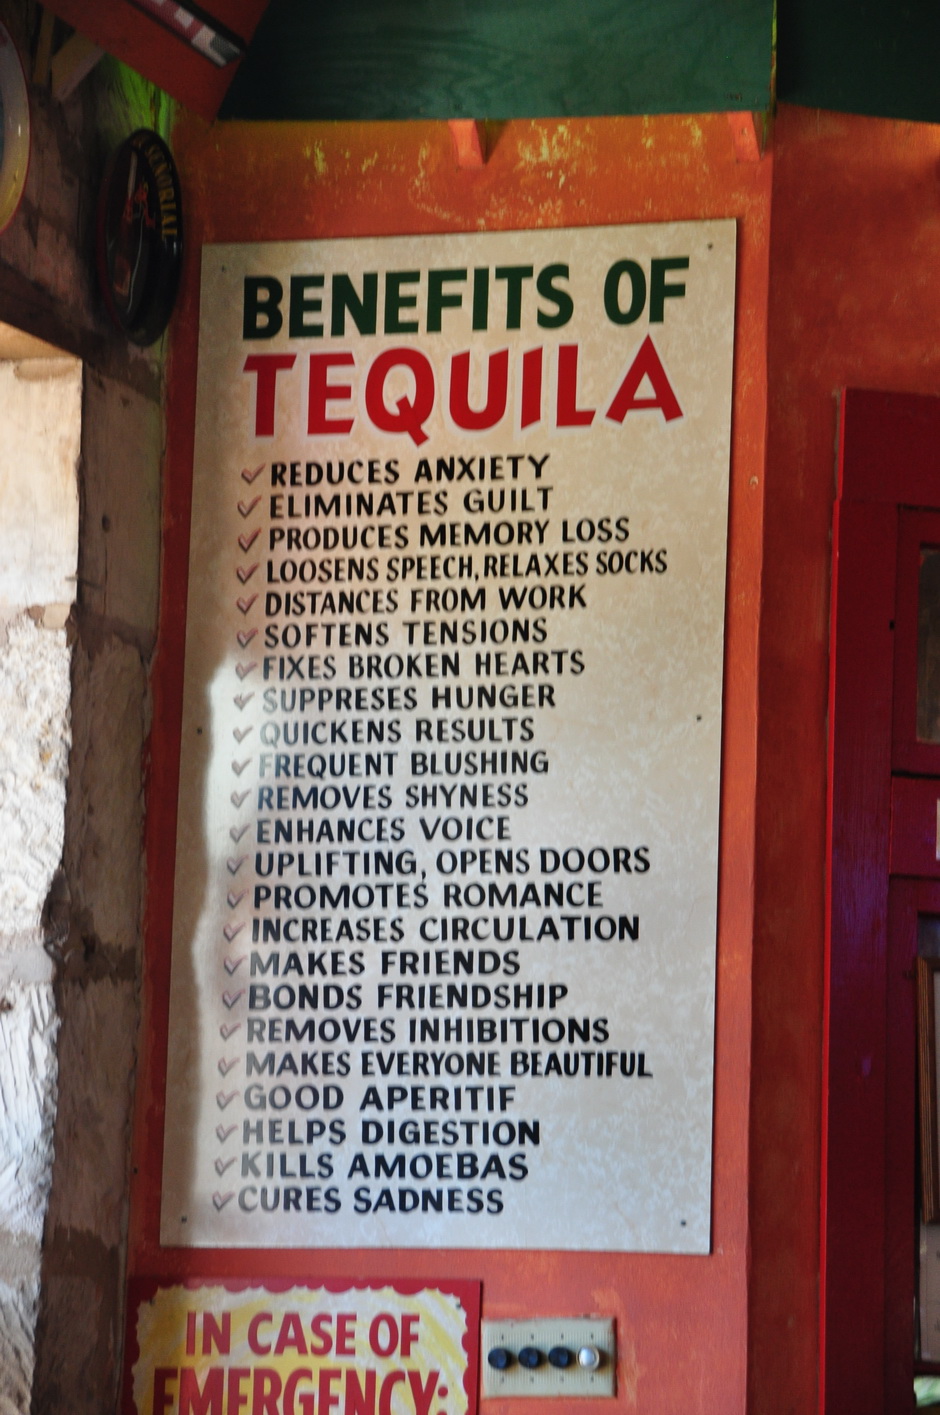 SENORIAL
BENEFITS OF
TEQUILA
REDUCES ANXIETY
ELIMINATES GUILT
PRODUCES MEMORY LOSS
LOOSENS SPEECH, RELAXES SOCKS
DISTANCES FROM WORK
SOFTENS TENSIONS
FIXES BROKEN HEARTS
SUPPRESES HUNGER
QUICKENS RESULTS
FREQUENT BLUSHING
REMOVES SHYNESS
ENHANCES VOICE
UPLIFTING, OPENS DOORS
PROMOTES ROMANCE
INCREASES CIRCULATION
MAKES FRIENDS
BONDS FRIENDSHIP
REMOVES INHIBITIONS
MAKES EVERYONE BEAUTIFUL
GOOD APERITIF
HELPS DIGESTION
KILLS AMOEBAS
CURES SADNESS
IN CASE OF
EMERGENCY: